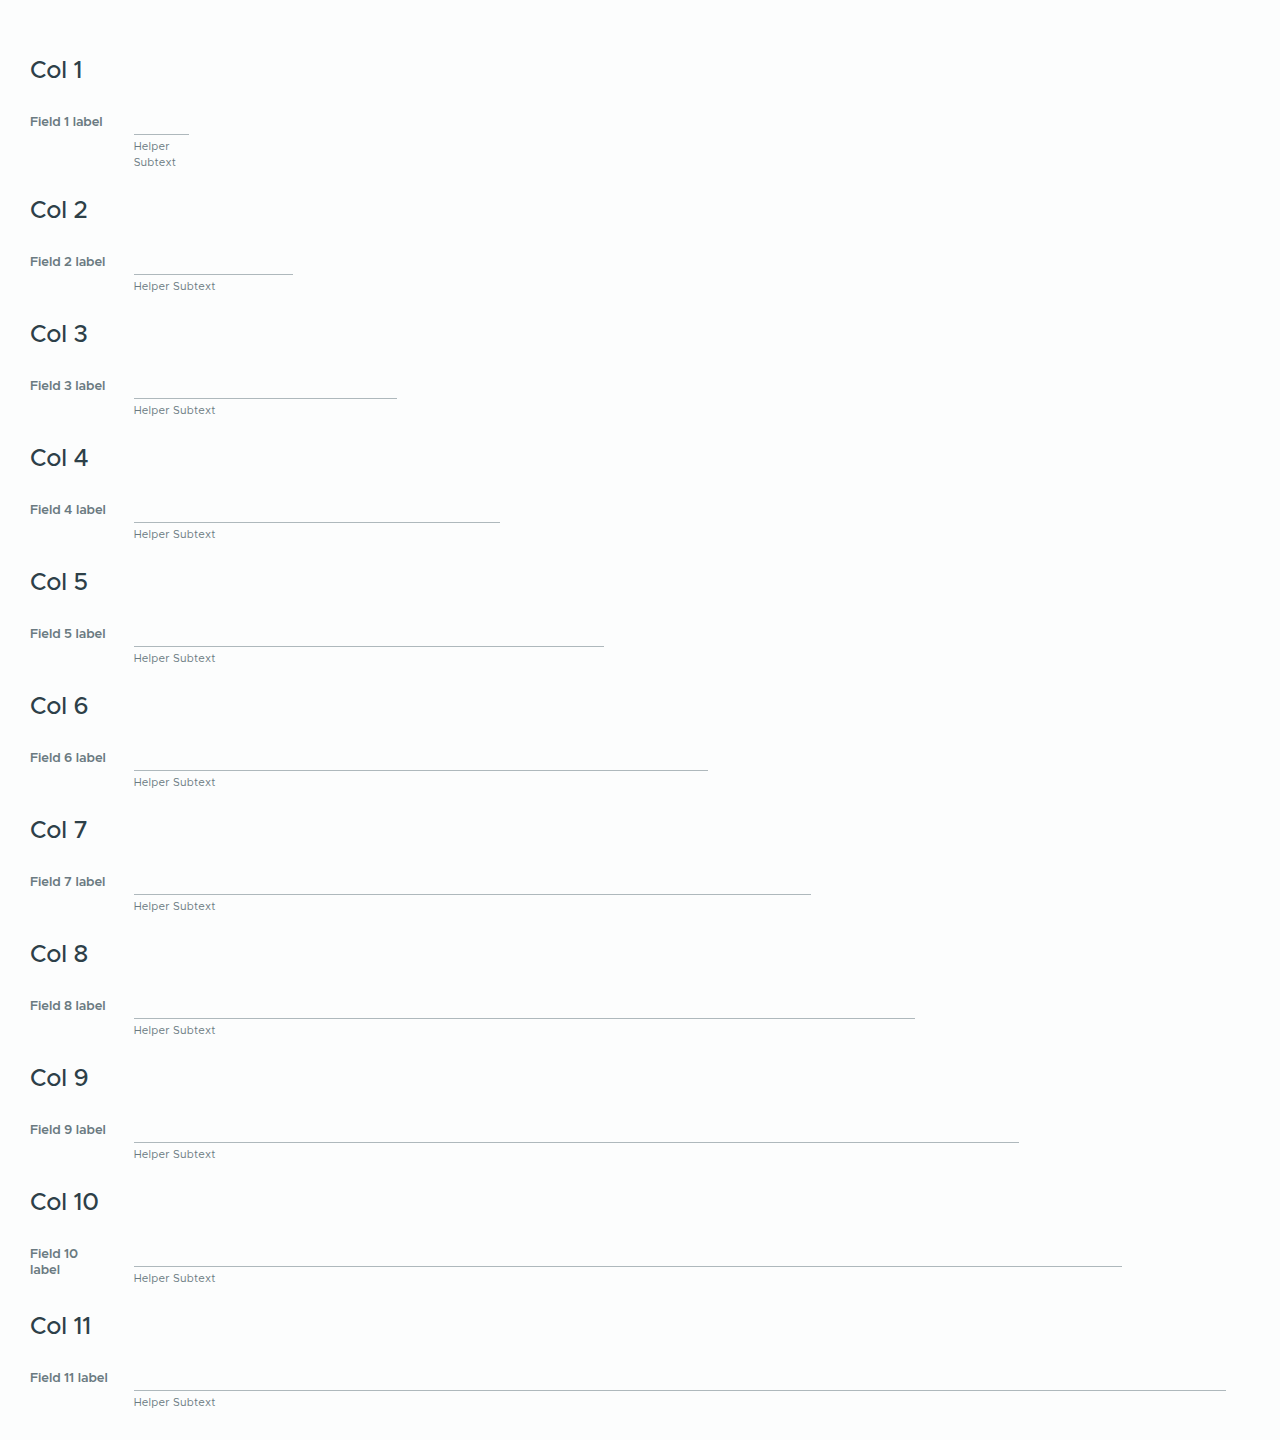 Col 1
Field 1 label
Helper
Subtext
Col 2
Field 2 label
Helper Subtext
Col 3
Field 3 label
Helper Subtext
Col 4
Field 4 label
Helper Subtext
Col 5
Field 5 label
Helper Subtext
Col 6
Field 6 label
Helper Subtext
Col 7
Field 7 label
Helper Subtext
Col 8
Field 8 label
Helper Subtext
Col 9
Field 9 label
Helper Subtext
Col 10
Field 10
label
Helper Subtext
Col 11
Field 11 label
Helper Subtext